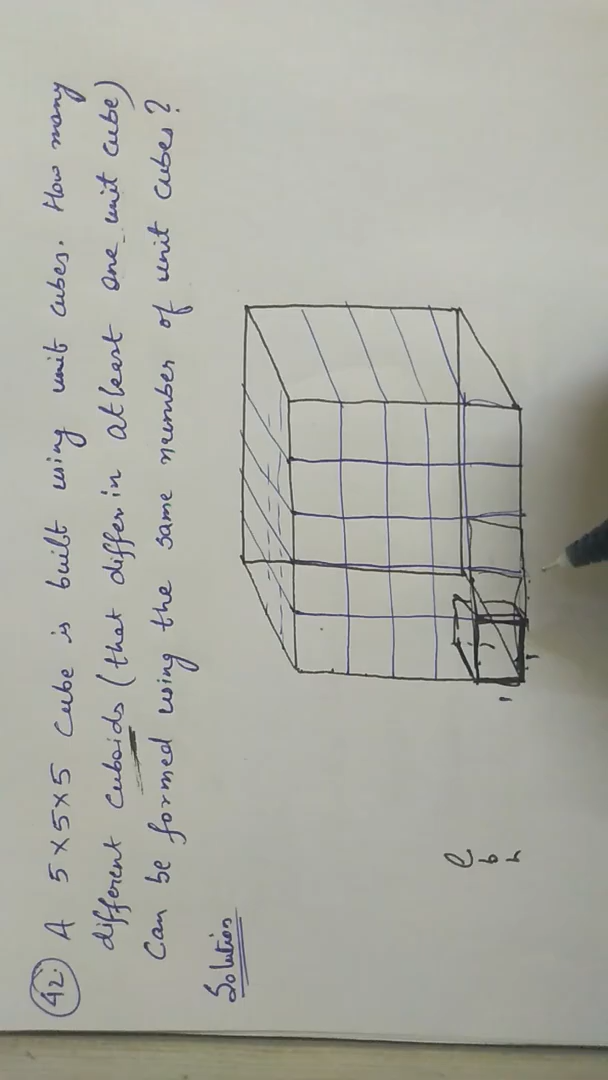 42. A 5×5×5 Cube is built using unit cubes. How many
different cuboids (that differ in at least one unit cube)
can be formed using the same number of unit cubes?
Solution
l
b
h